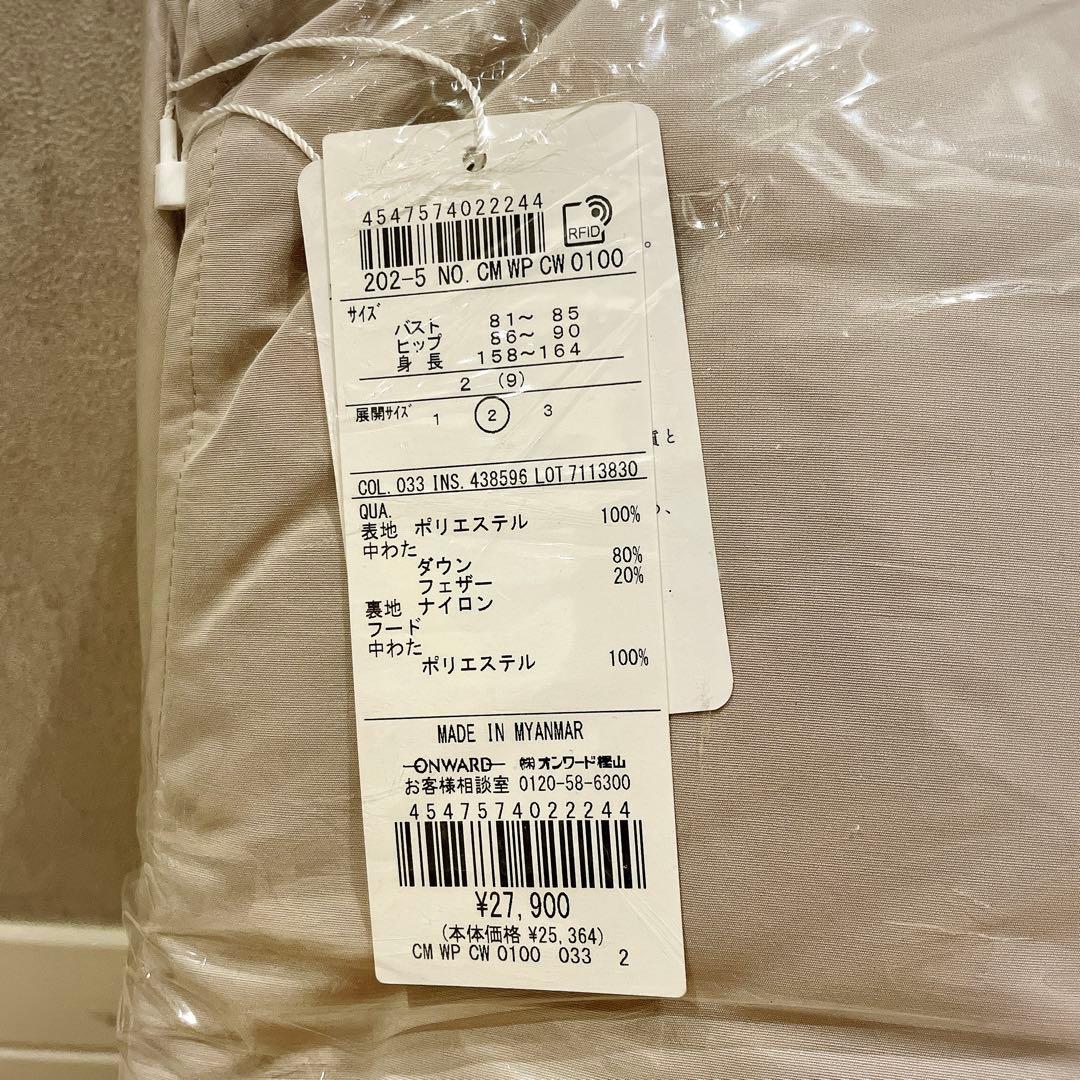 4547574022244
RFID
202-5 NO. CM WP CW 0100
サイズ
バスト 81～ 85
ヒップ 86～ 90
身長 158～164
2 (9)
展開サイズ 1 2 3
COL. 033 INS. 438596 LOT 7113830
QUA.
表地 ポリエステル 100%
中わた
ダウン 80%
フェザー 20%
裏地 ナイロン
フード
中わた
ポリエステル 100%
MADE IN MYANMAR
ONWARD ㈱オンワード樫山
お客様相談室 0120-58-6300
4547574022244
¥27,900
(本体価格 ¥25,364)
CM WP CW 0100 033 2
。
質と
、